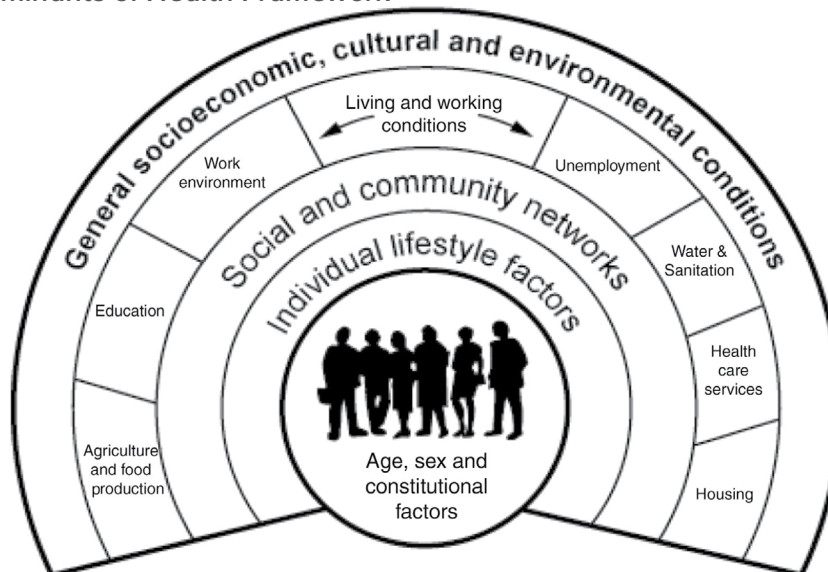 General socioeconomic, cultural and environmental conditions
Living and working
conditions
Work
environment
Unemployment
Social and community networks
Water &
Sanitation
Individual lifestyle factors
Education
Health
care
services
Agriculture
and food
production
Age, sex and
constitutional
factors
Housing